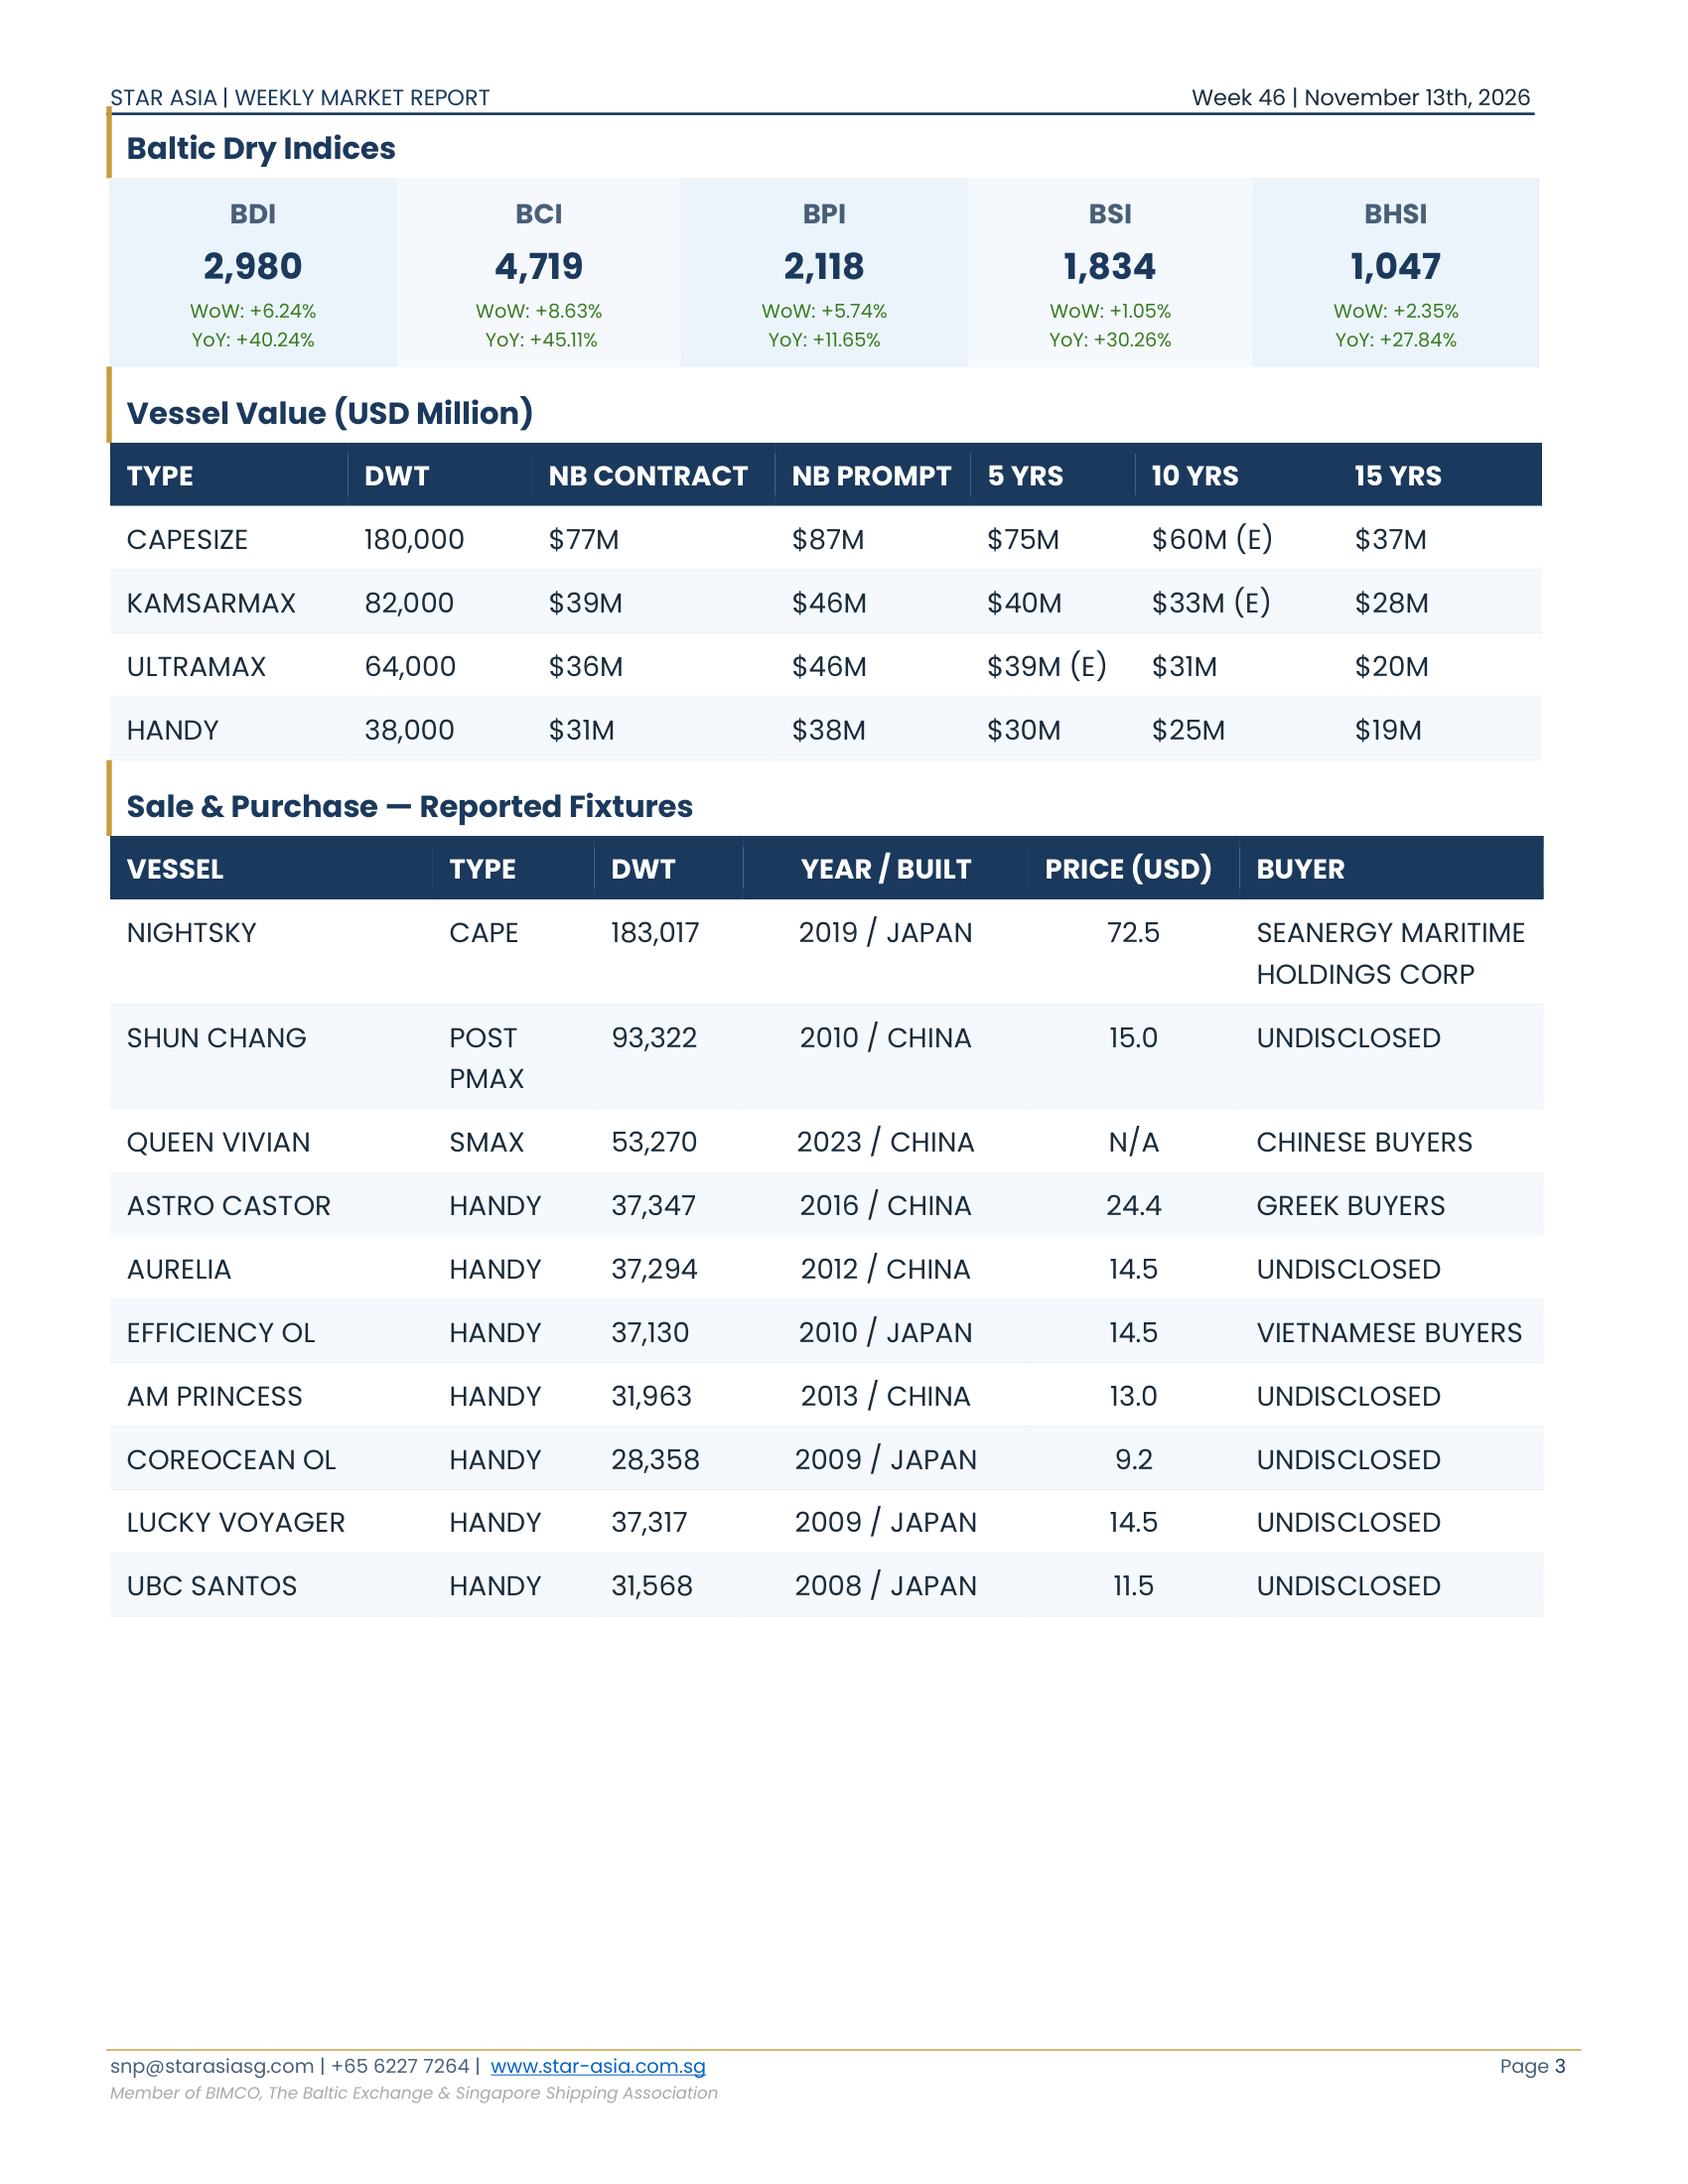 STAR ASIA | WEEKLY MARKET REPORT Week 46 | November 13th, 2026
Baltic Dry Indices
BDI BCI BPI BSI BHSI
2,980 4,719 2,118 1,834 1,047
WoW: +6.24% WoW: +8.63% WoW: +5.74% WoW: +1.05% WoW: +2.35%
YoY: +40.24% YoY: +45.11% YoY: +11.65% YoY: +30.26% YoY: +27.84%
Vessel Value (USD Million)
TYPE DWT NB CONTRACT NB PROMPT 5 YRS 10 YRS 15 YRS
CAPESIZE 180,000 $77M $87M $75M $60M (E) $37M
KAMSARMAX 82,000 $39M $46M $40M $33M (E) $28M
ULTRAMAX 64,000 $36M $46M $39M (E) $31M $20M
HANDY 38,000 $31M $38M $30M $25M $19M
Sale & Purchase — Reported Fixtures
VESSEL TYPE DWT YEAR / BUILT PRICE (USD) BUYER
NIGHTSKY CAPE 183,017 2019 / JAPAN 72.5 SEANERGY MARITIME
HOLDINGS CORP
SHUN CHANG POST 93,322 2010 / CHINA 15.0 UNDISCLOSED
PMAX
QUEEN VIVIAN SMAX 53,270 2023 / CHINA N/A CHINESE BUYERS
ASTRO CASTOR HANDY 37,347 2016 / CHINA 24.4 GREEK BUYERS
AURELIA HANDY 37,294 2012 / CHINA 14.5 UNDISCLOSED
EFFICIENCY OL HANDY 37,130 2010 / JAPAN 14.5 VIETNAMESE BUYERS
AM PRINCESS HANDY 31,963 2013 / CHINA 13.0 UNDISCLOSED
COREOCEAN OL HANDY 28,358 2009 / JAPAN 9.2 UNDISCLOSED
LUCKY VOYAGER HANDY 37,317 2009 / JAPAN 14.5 UNDISCLOSED
UBC SANTOS HANDY 31,568 2008 / JAPAN 11.5 UNDISCLOSED
snp@starasiasg.com | +65 6227 7264 | www.star-asia.com.sg Page 3
Member of BIMCO, The Baltic Exchange & Singapore Shipping Association